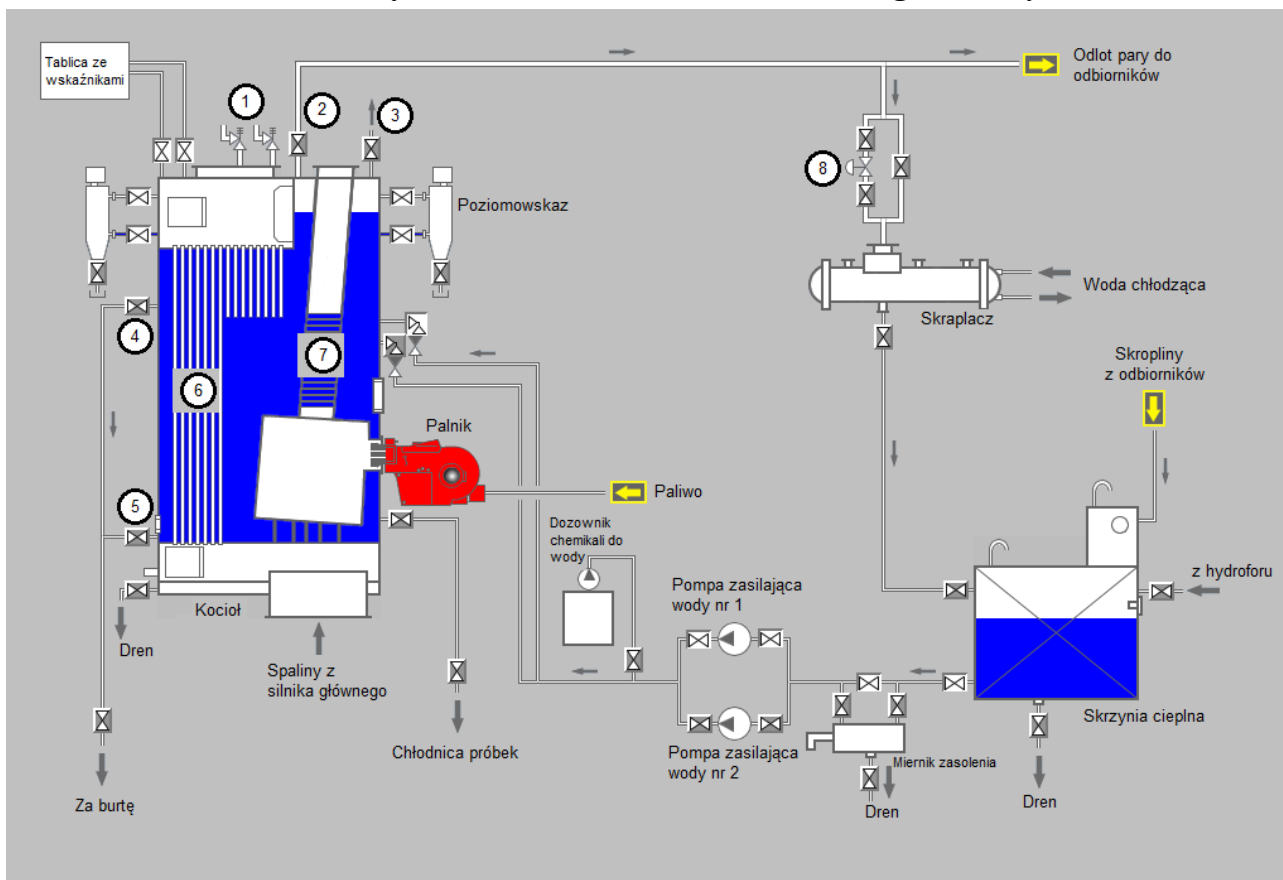 Tablica ze
wskaźnikami
1
2
3
Odlot pary do
odbiorników
8
Poziomowskaz
Woda chłodząca
Skraplacz
4
7
6
Skropliny
z odbiorników
Palnik
5
Paliwo
Dozownik
chemikali do
wody
z hydroforu
Pompa zasilająca
wody nr 1
Kocioł
Dren
Spaliny z
silnika głównego
Skrzynia cieplna
Chłodnica próbek
Pompa zasilająca
wody nr 2
Miernik zasolenia
Za burtę
Dren
Dren